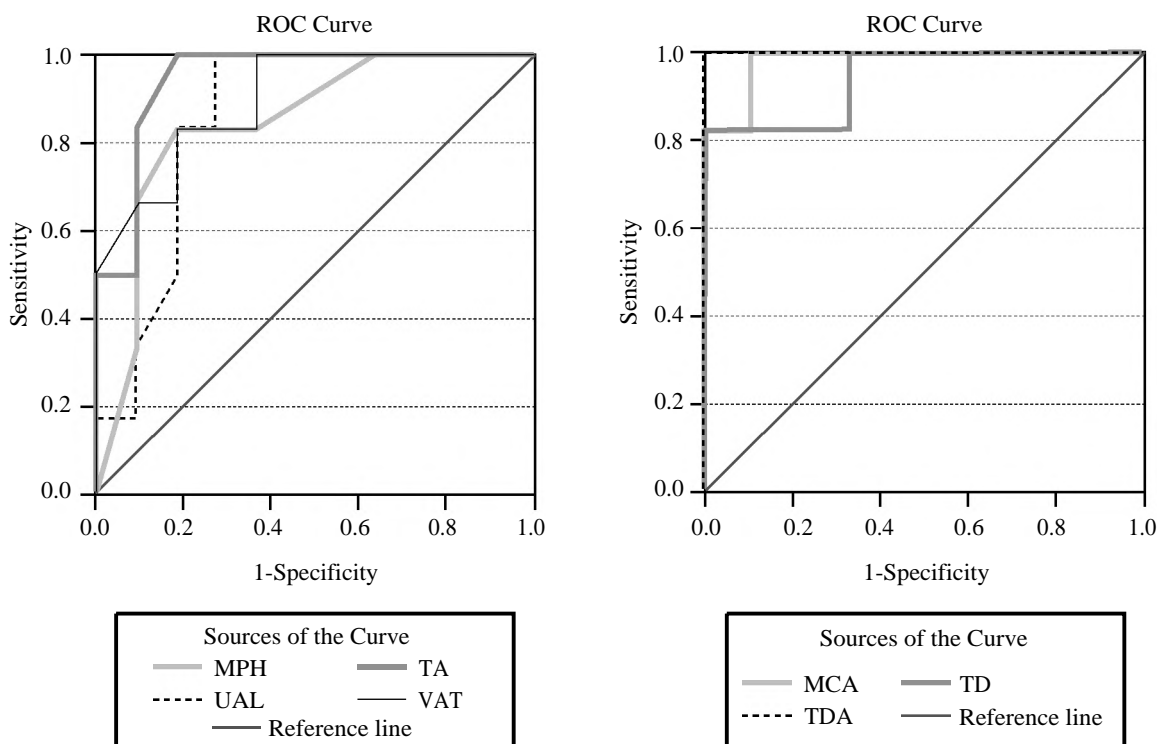 ROC Curve
1.0
0.8
0.6
0.4
0.2
0.0
Sensitivity
0.0 0.2 0.4 0.6 0.8 1.0
1-Specificity
Sources of the Curve
MPH TA
UAL VAT
Reference line
ROC Curve
1.0
0.8
0.6
0.4
0.2
0.0
Sensitivity
0.0 0.2 0.4 0.6 0.8 1.0
1-Specificity
Sources of the Curve
MCA TD
TDA Reference line